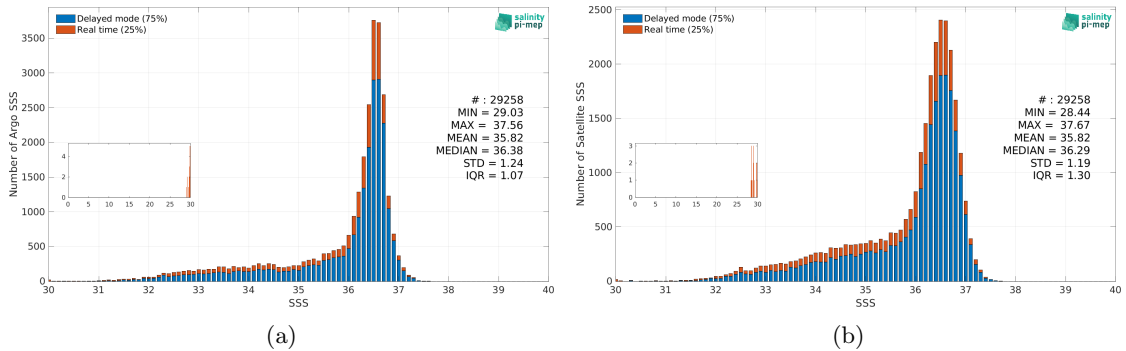 Delayed mode (75%)
Real time (25%)
salinity
pi-mep
3500
3000
2500
2000
1500
1000
500
0
Number of Argo SSS
# : 29258
MIN = 29.03
MAX = 37.56
MEAN = 35.82
MEDIAN = 36.38
STD = 1.24
IQR = 1.07
4
2
0
0 5 10 15 20 25 30
30 31 32 33 34 35 36 37 38 39 40
SSS
(a)
Delayed mode (75%)
Real time (25%)
salinity
pi-mep
2500
2000
1500
1000
500
0
Number of Satellite SSS
# : 29258
MIN = 28.44
MAX = 37.67
MEAN = 35.82
MEDIAN = 36.29
STD = 1.19
IQR = 1.30
3
2
1
0
0 5 10 15 20 25 30
30 31 32 33 34 35 36 37 38 39 40
SSS
(b)